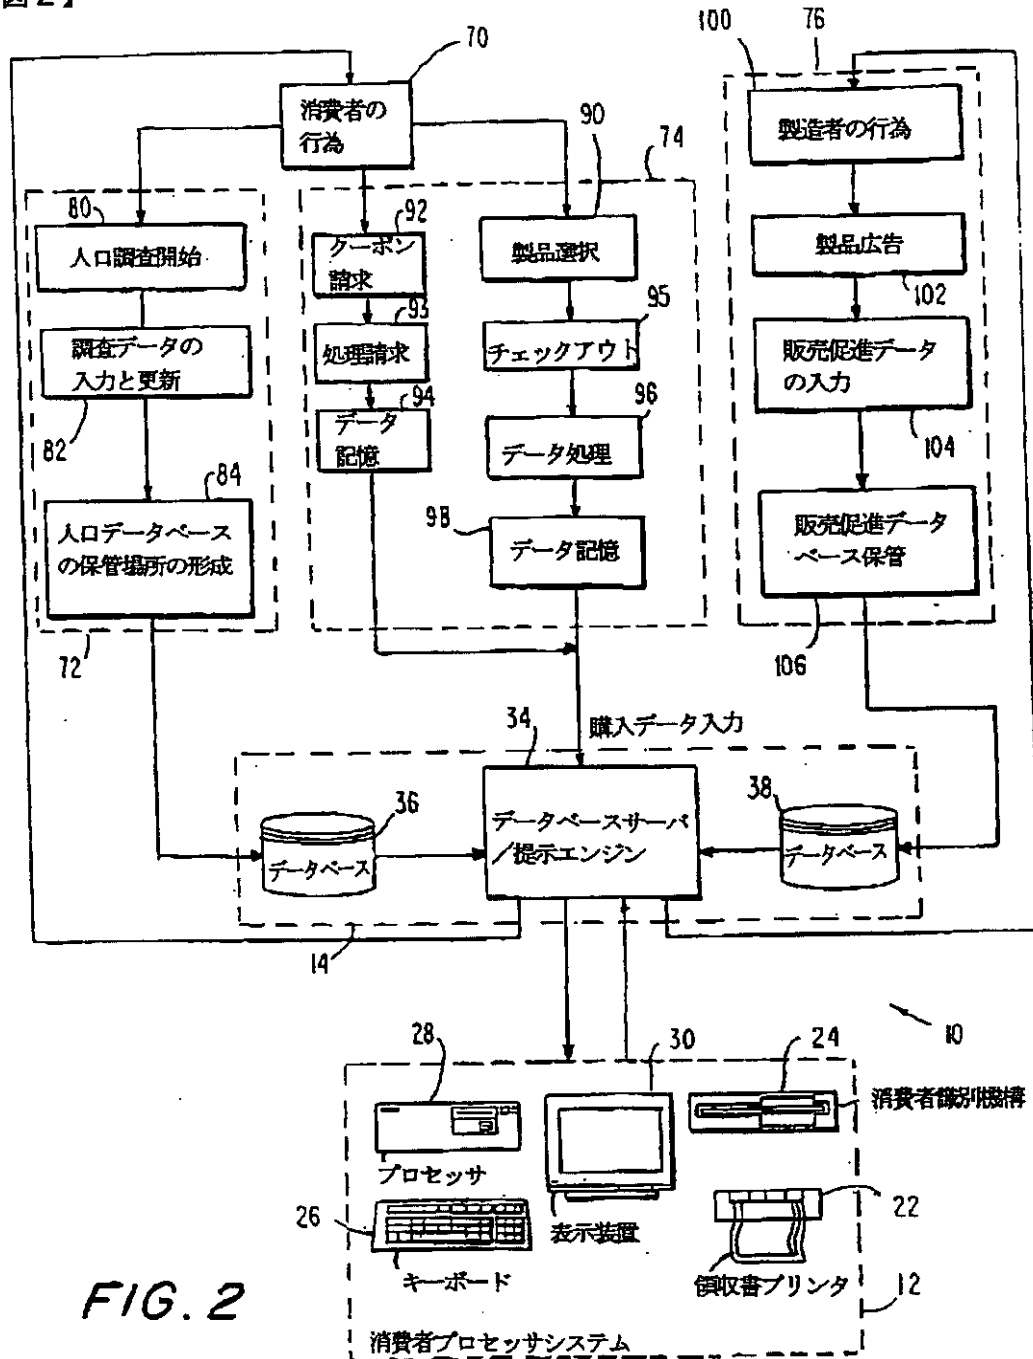 図2】
100
76
70
消費者の
行為
90
74
製造者の行為
80
92
人口調査開始
クーポン
請求
製品選択
製品広告
102
93
95
調査データの
入力と更新
処理請求
チェックアウト
販売促進データ
の入力
82
94
96
104
データ
記憶
データ処理
84
98
人口データベース
の保管場所の形成
データ記憶
販売促進データ
ベース保管
72
106
34
購入データ入力
36
38
データベース
データベースサーバ
/提示エンジン
データベース
14
10
28
30
24
消費者識別機構
プロセッサ
26
22
表示装置
キーボード
領収書プリンタ
12
FIG. 2
消費者プロセッサシステム